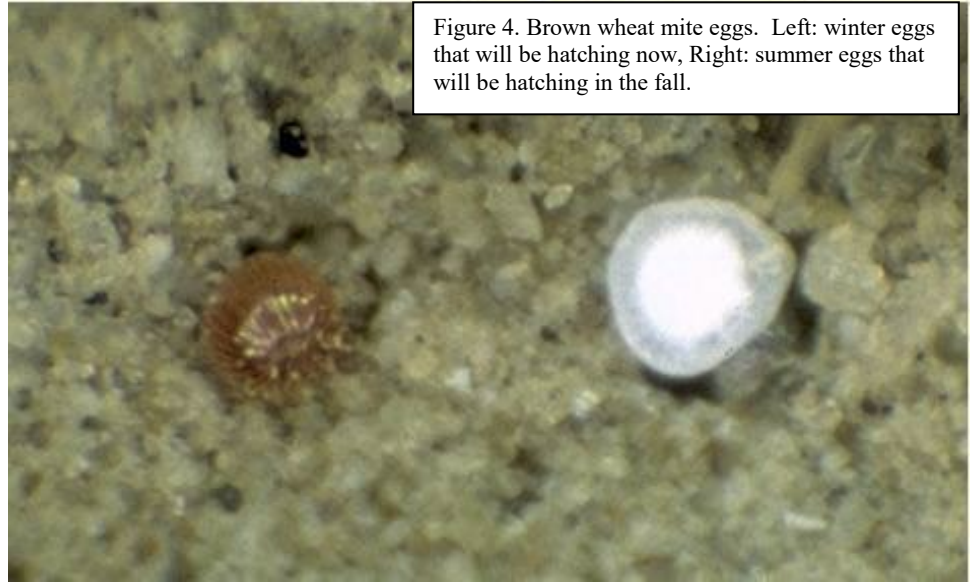 Figure 4. Brown wheat mite eggs.  Left: winter eggs
that will be hatching now, Right: summer eggs that
will be hatching in the fall.